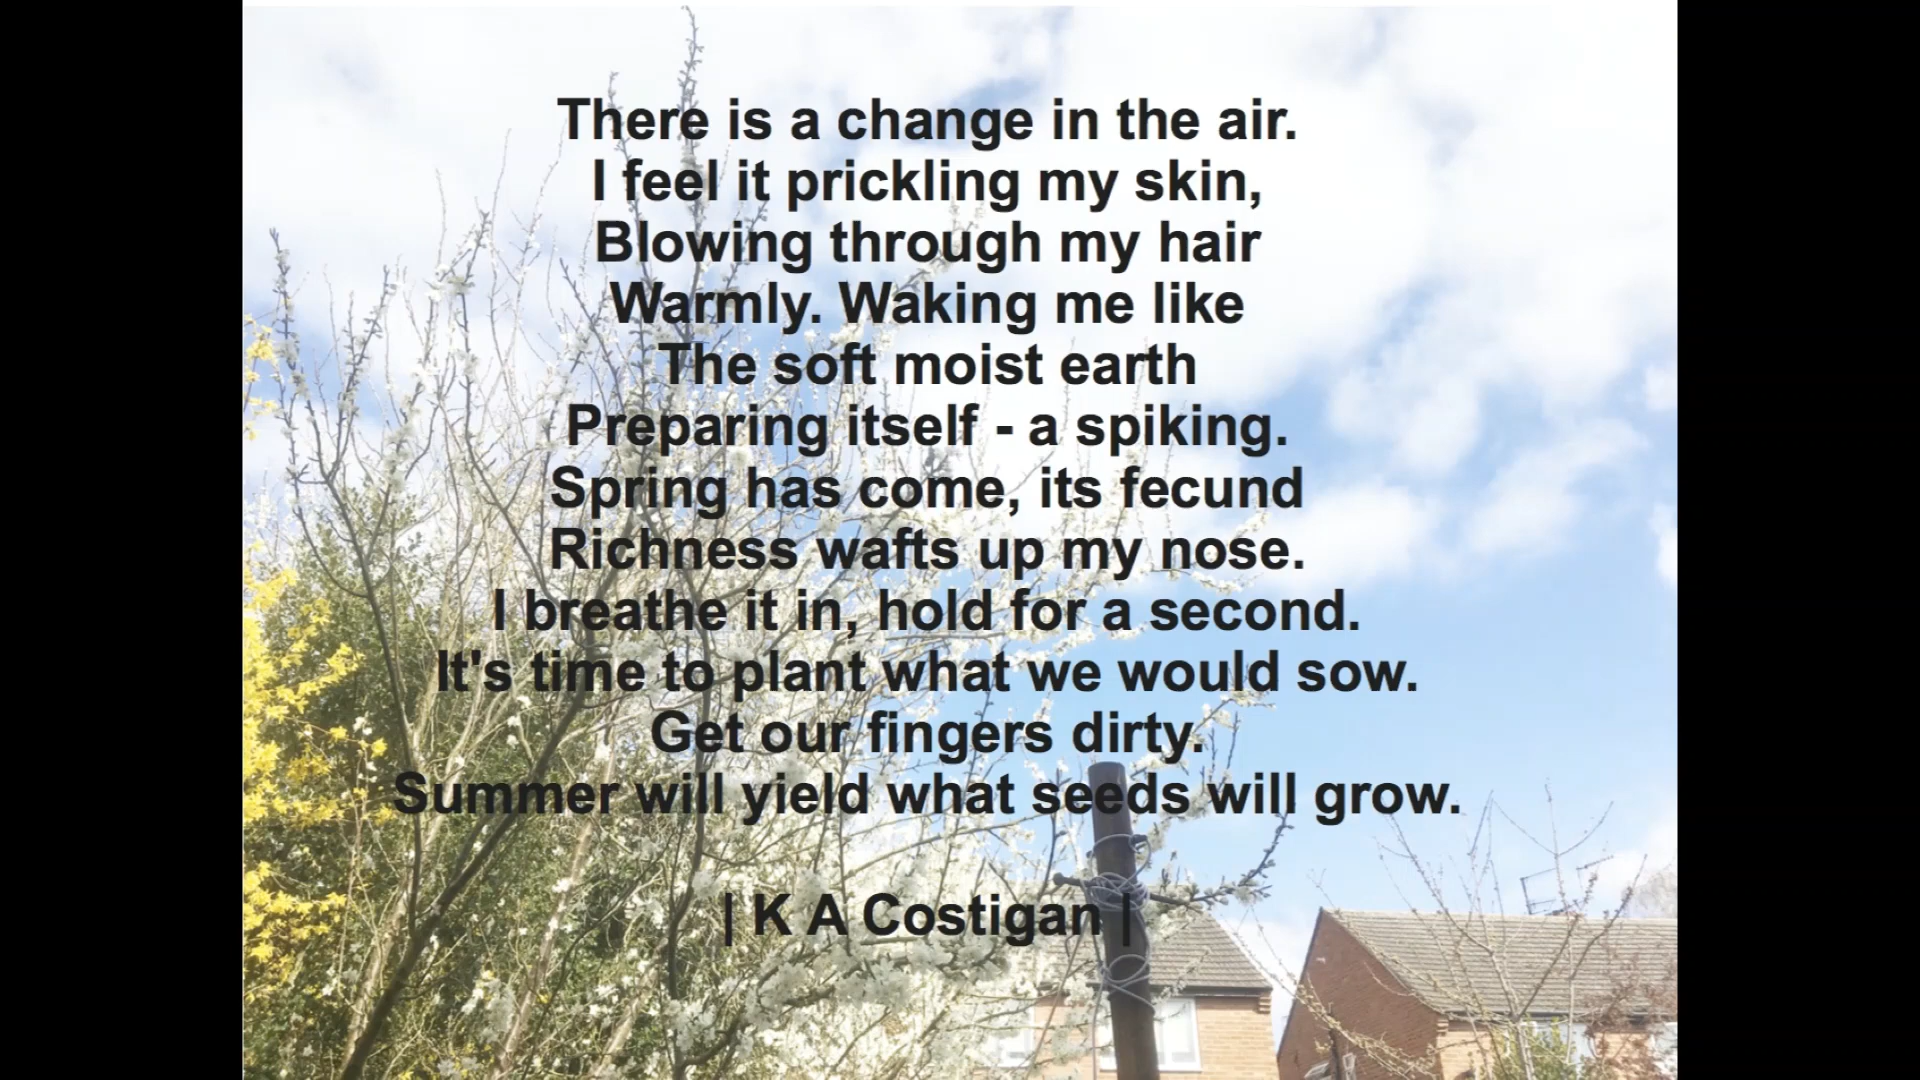 There is a change in the air.
I feel it prickling my skin,
Blowing through my hair
Warmly. Waking me like
The soft moist earth
Preparing itself - a spiking.
Spring has come, its fecund
Richness wafts up my nose.
I breathe it in, hold for a second.
It's time to plant what we would sow.
Get our fingers dirty.
Summer will yield what seeds will grow.
| K A Costigan |